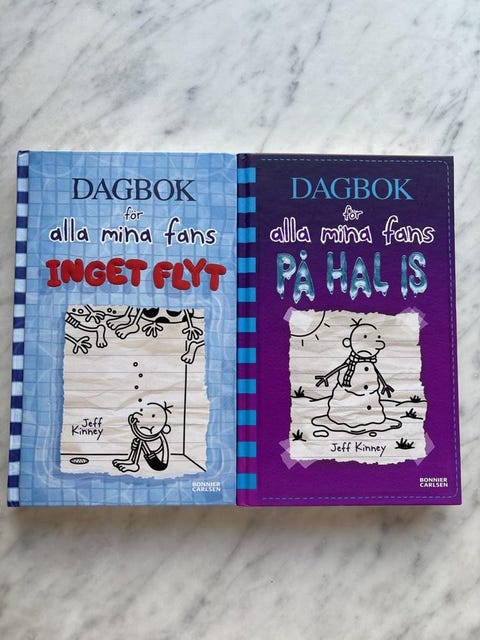 DAGBOK
för
alla mina fans
INGET FLYT
Jeff
Kinney
BONNIER
CARLSEN
DAGBOK
för
alla mina fans
PÅ HAL IS
Jeff Kinney
BONNIER
CARLSEN